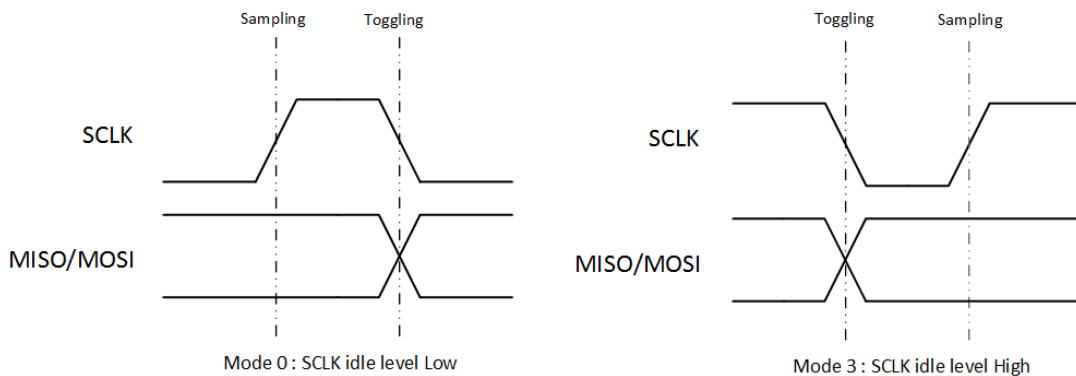 Sampling
Toggling
SCLK
MISO/MOSI
Mode 0 : SCLK idle level Low
Toggling
Sampling
SCLK
MISO/MOSI
Mode 3 : SCLK idle level High